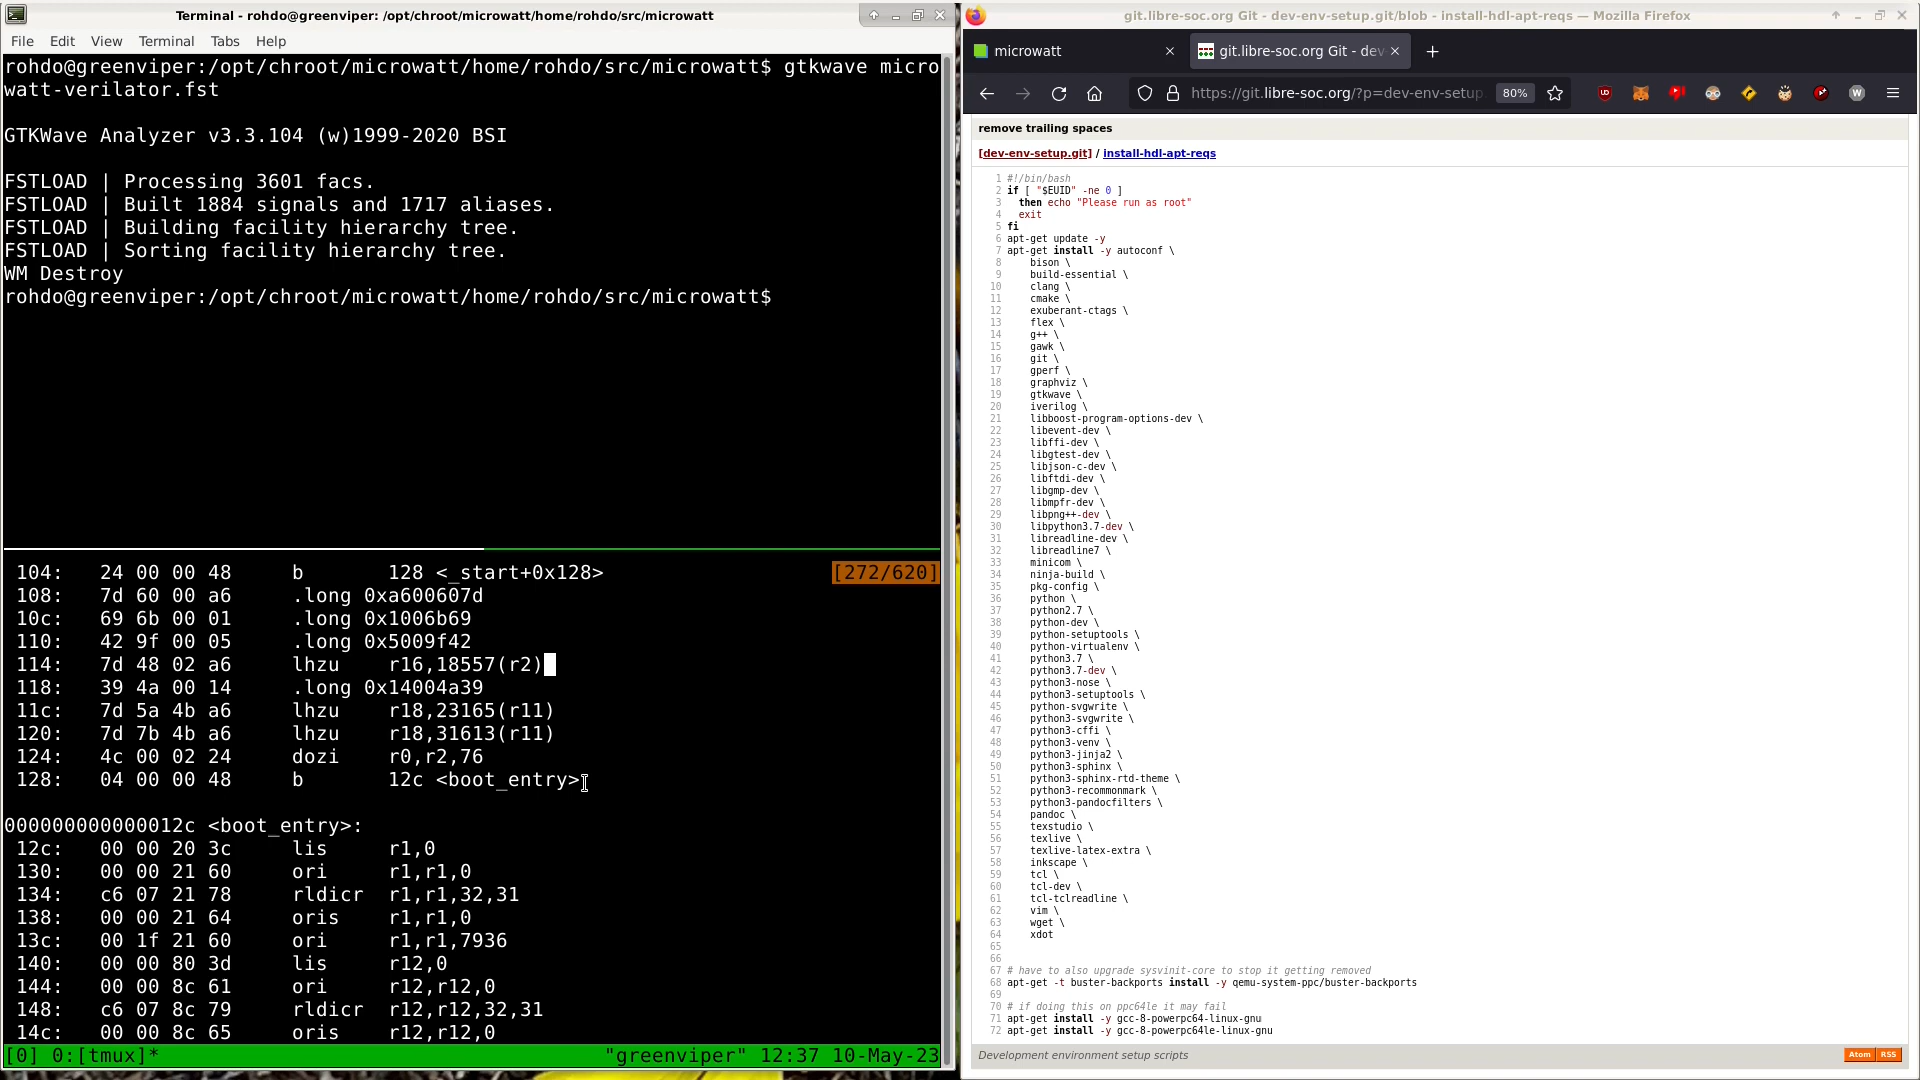 Terminal - rohdo@greenviper: /opt/chroot/microwatt/home/rohdo/src/microwatt
File Edit View Terminal Tabs Help
rohdo@greenviper:/opt/chroot/microwatt/home/rohdo/src/microwatt$ gtkwave micro
watt-verilator.fst
GTKWave Analyzer v3.3.104 (w)1999-2020 BSI
FSTLOAD | Processing 3601 facs.
FSTLOAD | Built 1884 signals and 1717 aliases.
FSTLOAD | Building facility hierarchy tree.
FSTLOAD | Sorting facility hierarchy tree.
WM Destroy
rohdo@greenviper:/opt/chroot/microwatt/home/rohdo/src/microwatt$
104: 24 00 00 48 b 128 <_start+0x128> [272/620]
108: 7d 60 00 a6 .long 0xa600607d
10c: 69 6b 00 01 .long 0x1006b69
110: 42 9f 00 05 .long 0x5009f42
114: 7d 48 02 a6 lhzu r16,18557(r2)
118: 39 4a 00 14 .long 0x14004a39
11c: 7d 5a 4b a6 lhzu r18,23165(r11)
120: 7d 7b 4b a6 lhzu r18,31613(r11)
124: 4c 00 02 24 dozi r0,r2,76
128: 04 00 00 48 b 12c <boot_entry>
000000000000012c <boot_entry>:
12c: 00 00 20 3c lis r1,0
130: 00 00 21 60 ori r1,r1,0
134: c6 07 21 78 rldicr r1,r1,32,31
138: 00 00 21 64 oris r1,r1,0
13c: 00 1f 21 60 ori r1,r1,7936
140: 00 00 80 3d lis r12,0
144: 00 00 8c 61 ori r12,r12,0
148: c6 07 8c 79 rldicr r12,r12,32,31
14c: 00 00 8c 65 oris r12,r12,0
[0] 0:[tmux]* "greenviper" 12:37 10-May-23
git.libre-soc.org Git - dev-env-setup.git/blob - install-hdl-apt-reqs — Mozilla Firefox
microwatt
git.libre-soc.org Git - dev
https://git.libre-soc.org/?p=dev-env-setup 80%
remove trailing spaces
[dev-env-setup.git] / install-hdl-apt-reqs
1 #!/bin/bash
2 if [ "$EUID" -ne 0 ]
3 then echo "Please run as root"
4 exit
5 fi
6 apt-get update -y
7 apt-get install -y autoconf \
8 bison \
9 build-essential \
10 clang \
11 cmake \
12 exuberant-ctags \
13 flex \
14 g++ \
15 gawk \
16 git \
17 gperf \
18 graphviz \
19 gtkwave \
20 iverilog \
21 libboost-program-options-dev \
22 libevent-dev \
23 libffi-dev \
24 libgtest-dev \
25 libjson-c-dev \
26 libftdi-dev \
27 libgmp-dev \
28 libmpfr-dev \
29 libpng++-dev \
30 libpython3.7-dev \
31 libreadline-dev \
32 libreadline7 \
33 minicom \
34 ninja-build \
35 pkg-config \
36 python \
37 python2.7 \
38 python-dev \
39 python-setuptools \
40 python-virtualenv \
41 python3.7 \
42 python3.7-dev \
43 python3-nose \
44 python3-setuptools \
45 python-svgwrite \
46 python3-svgwrite \
47 python3-cffi \
48 python3-venv \
49 python3-jinja2 \
50 python3-sphinx \
51 python3-sphinx-rtd-theme \
52 python3-recommonmark \
53 python3-pandocfilters \
54 pandoc \
55 texstudio \
56 texlive \
57 texlive-latex-extra \
58 inkscape \
59 tcl \
60 tcl-dev \
61 tcl-tclreadline \
62 vim \
63 wget \
64 xdot
65
66
67 # have to also upgrade sysvinit-core to stop it getting removed
68 apt-get -t buster-backports install -y qemu-system-ppc/buster-backports
69
70 # if doing this on ppc64le it may fail
71 apt-get install -y gcc-8-powerpc64-linux-gnu
72 apt-get install -y gcc-8-powerpc64le-linux-gnu
Development environment setup scripts
Atom RSS